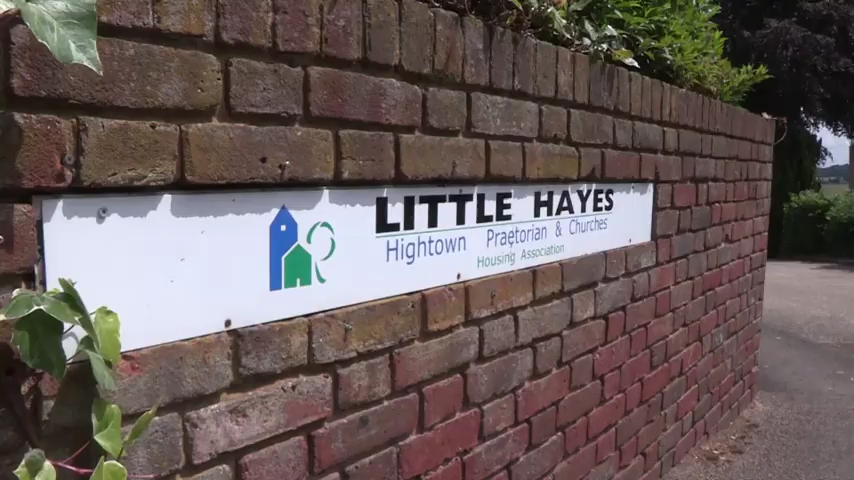 LITTLE HAYES
Hightown Praetorian & Churches
Housing Association